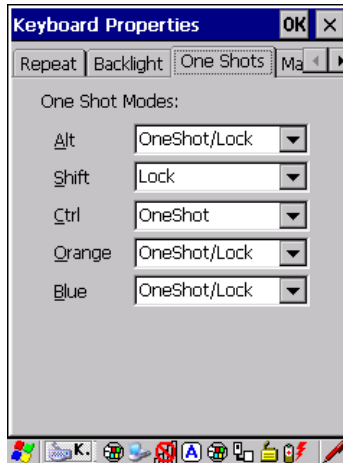 Keyboard Properties OK ×
Repeat Backlight One Shots Ma
One Shot Modes:
Alt OneShot/Lock
Shift Lock
Ctrl OneShot
Orange OneShot/Lock
Blue OneShot/Lock
K. A